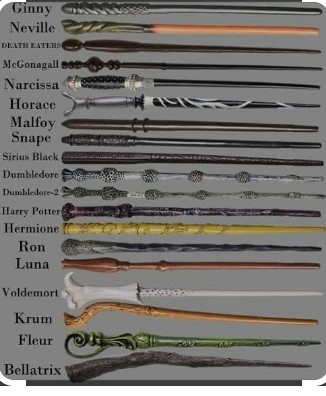 Ginny
Neville
DEATH EATERS
McGonagall
Narcissa
Horace
Malfoy
Snape
Sirius Black
Dumbledore
Dumbledore-2
Harry Potter
Hermione
Ron
Luna
Voldemort
Krum
Fleur
Bellatrix